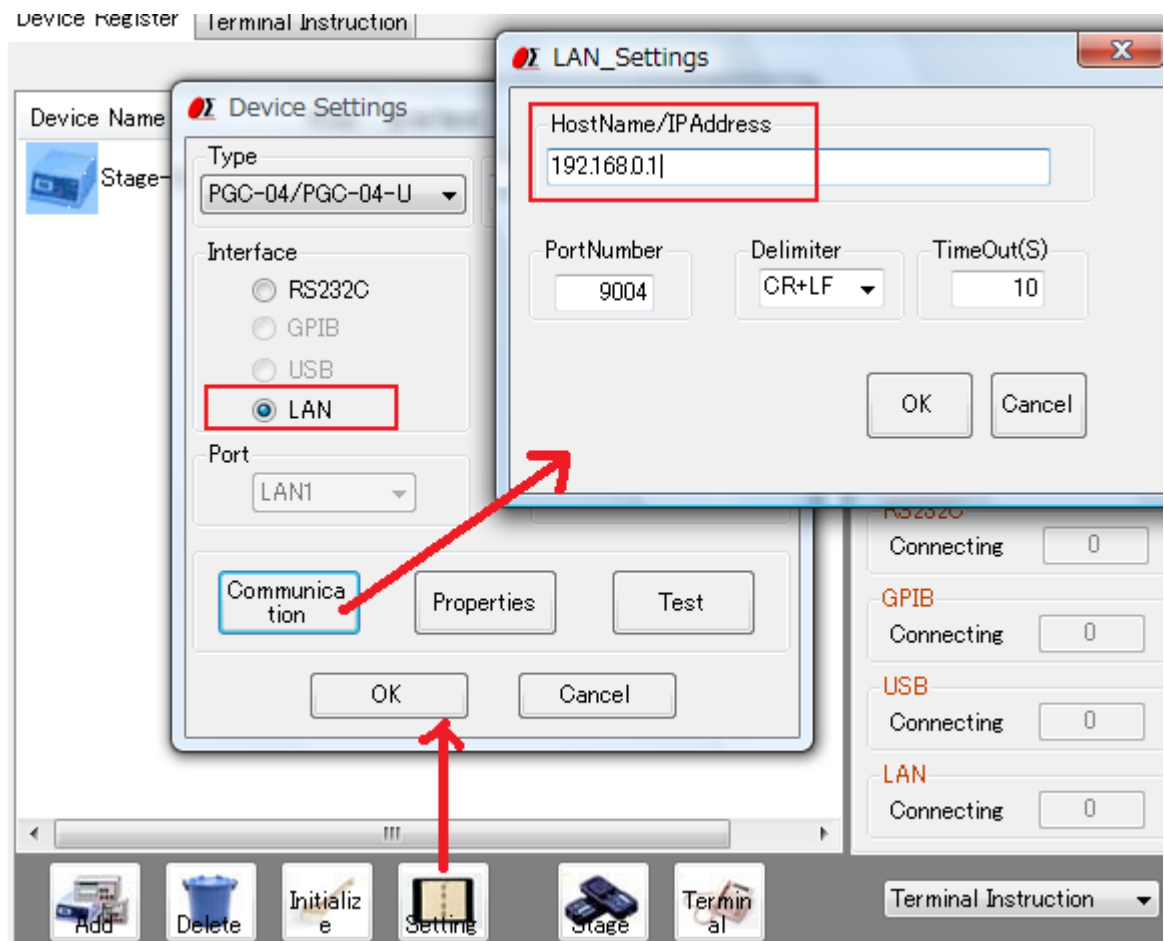 Device Register
Terminal Instruction
LAN_Settings
HostName/IPAddress
192.168.0.1
PortNumber
Delimiter
TimeOut(S)
9004
CR+LF
10
OK
Cancel
Device Name
Stage-
Device Settings
Type
PGC-04/PGC-04-U
Interface
RS232C
GPIB
USB
LAN
Port
LAN1
Communica
tion
Properties
Test
OK
Cancel
RS232C
Connecting
0
GPIB
Connecting
0
USB
Connecting
0
LAN
Connecting
0
Add
Delete
Initializ
e
Setting
Stage
Termin
al
Terminal Instruction